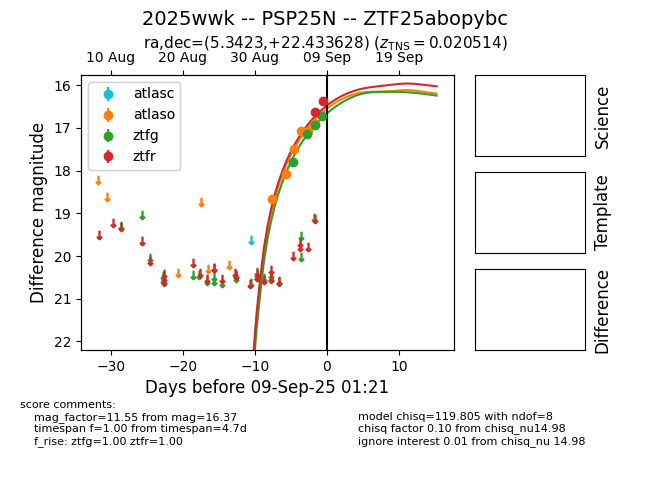 2025wwk -- PSP25N -- ZTF25abopybc
ra,dec=(5.3423,+22.433628) (zTNS = 0.020514)
10 Aug 20 Aug 30 Aug 09 Sep 19 Sep
atlasc
atlaso
ztfg
ztfr
16
17
18
19
20
21
22
Difference magnitude
−30 −20 −10 0 10
Days before 09-Sep-25 01:21
Science
Template
Difference
score comments:
mag_factor=11.55 from mag=16.37
timespan f=1.00 from timespan=4.7d
f_rise: ztfg=1.00 ztfr=1.00
model chisq=119.805 with ndof=8
chisq factor 0.10 from chisq_nu14.98
ignore interest 0.01 from chisq_nu 14.98